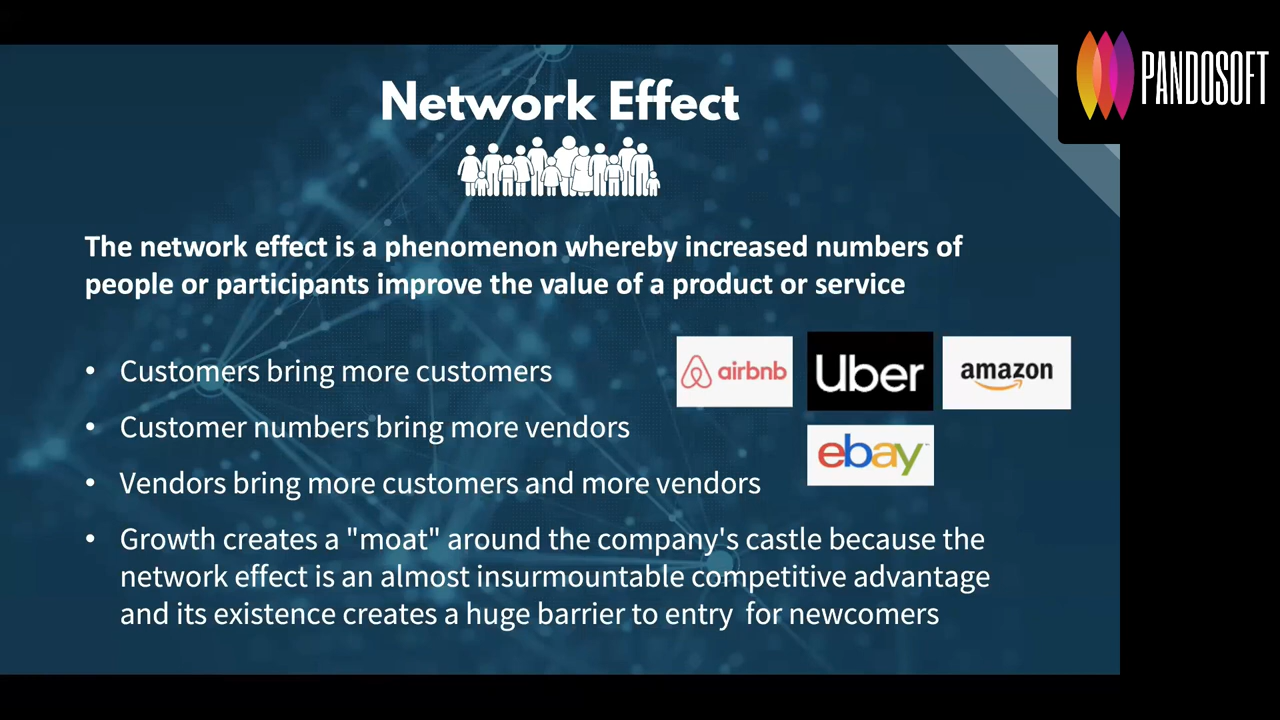 PANDOSOFT
Network Effect
The network effect is a phenomenon whereby increased numbers of
people or participants improve the value of a product or service
• Customers bring more customers
• Customer numbers bring more vendors
• Vendors bring more customers and more vendors
• Growth creates a "moat" around the company's castle because the
network effect is an almost insurmountable competitive advantage
and its existence creates a huge barrier to entry for newcomers
airbnb
Uber
amazon
ebay